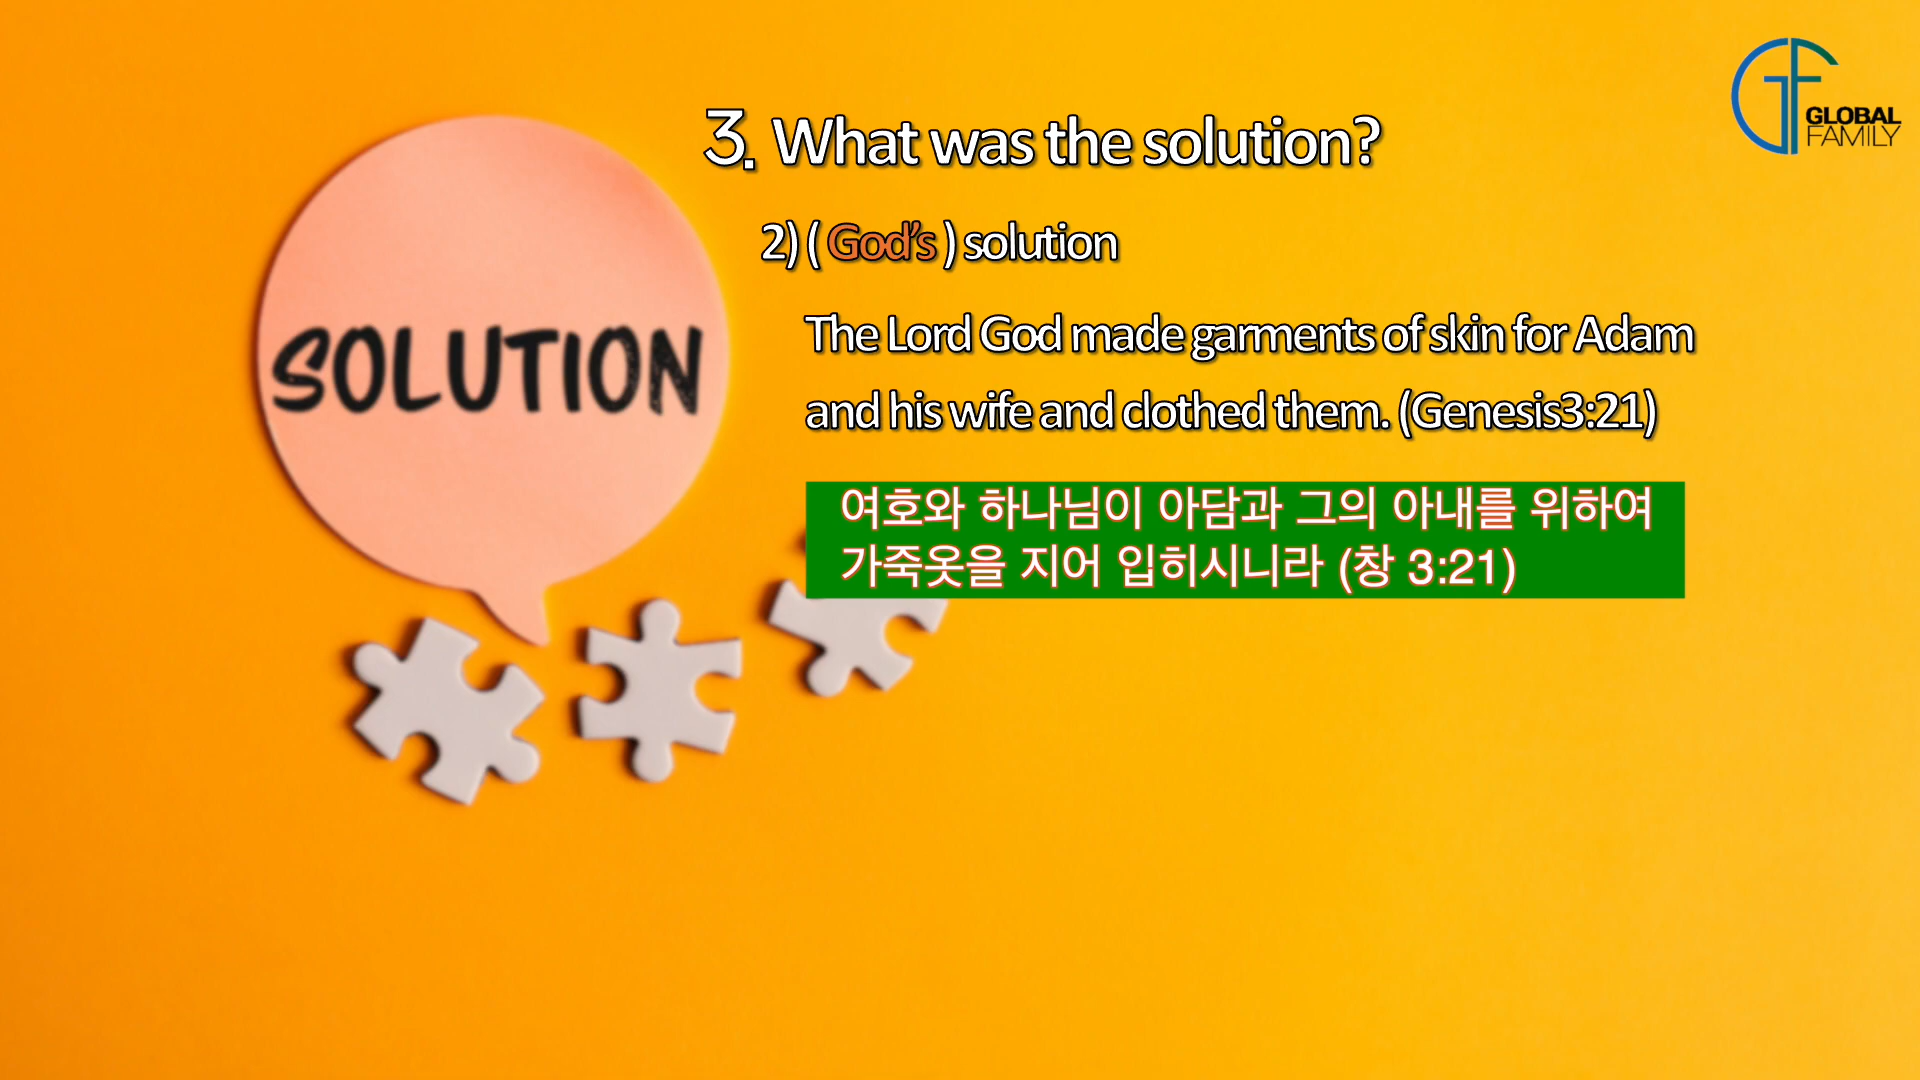 GLOBAL
FAMILY
3. What was the solution?
2) ( God's ) solution
The Lord God made garments of skin for Adam
and his wife and clothed them. (Genesis3:21)
여호와 하나님이 아담과 그의 아내를 위하여
가죽옷을 지어 입히시니라 (창 3:21)
SOLUTION